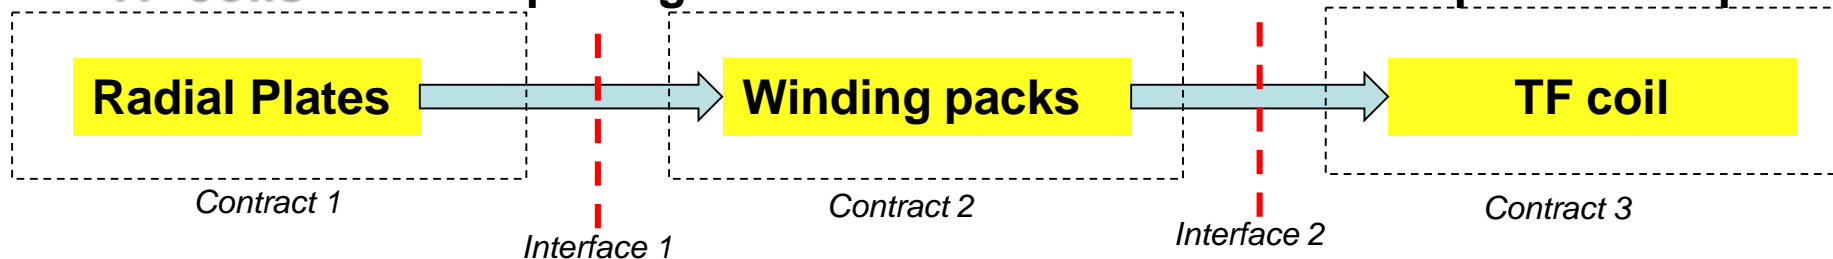 Radial Plates
Winding packs
TF coil
Contract 1
Contract 2
Contract 3
Interface 1
Interface 2